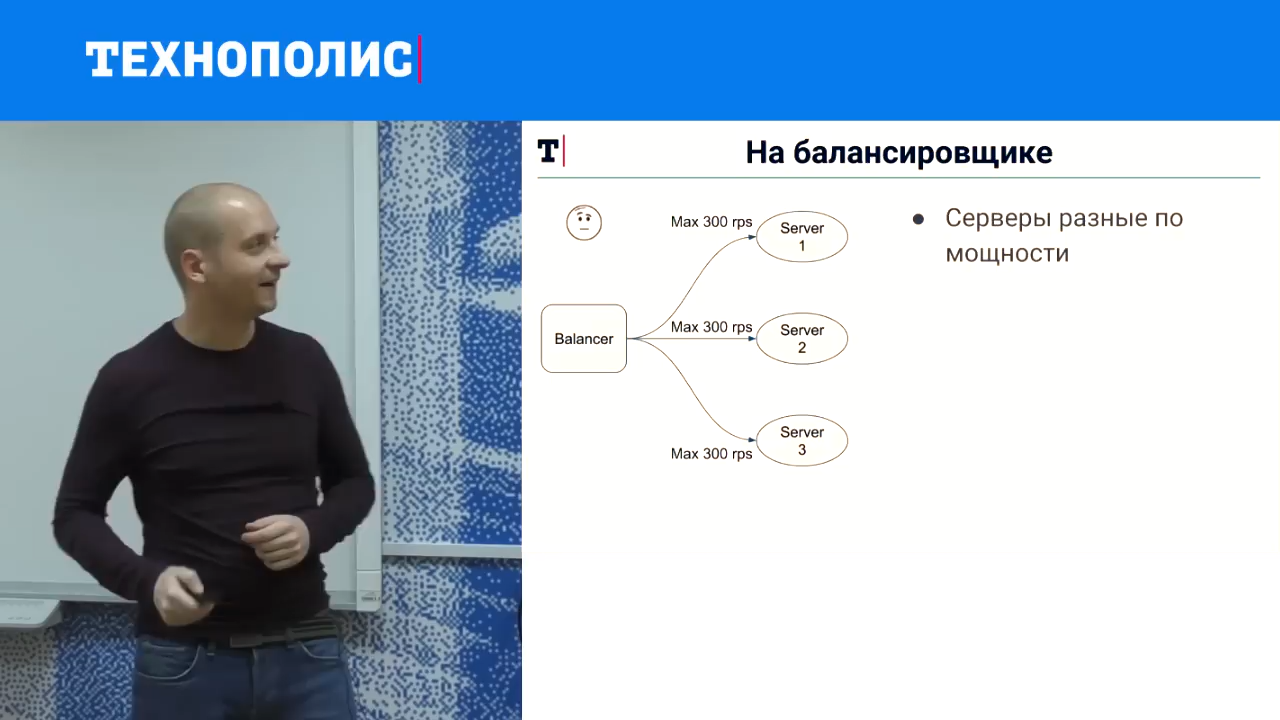 ТЕХНОПОЛИС
Т
На балансировщике
Max 300 rps
Server
1
Серверы разные по
мощности
Max 300 rps
Server
2
Balancer
Server
3
Max 300 rps